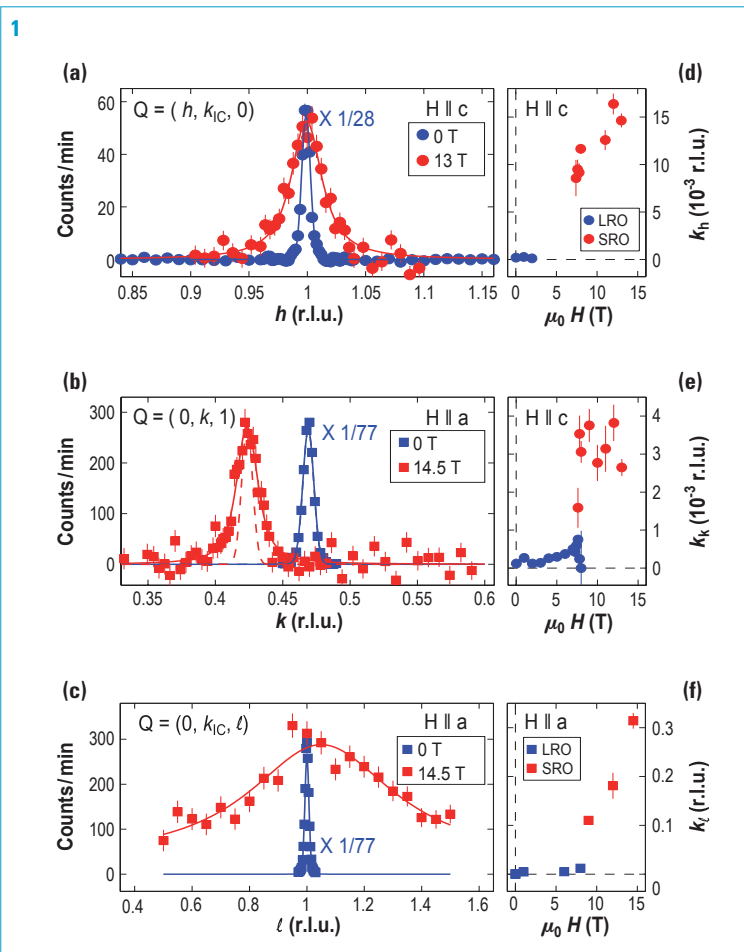 1
(a)
Q = ( h, kIC, 0)
H ∥ c
X 1/28
0 T
13 T
60
40
20
0
Counts/min
0.85 0.9 0.95 1 1.05 1.1 1.15
h (r.l.u.)
(d)
H ∥ c
LRO
SRO
15
10
5
0
kh (10-3 r.l.u.)
0 5 10 15
μ0 H (T)
(b)
Q = ( 0, k, 1)
H ∥ a
X 1/77
0 T
14.5 T
300
200
100
0
Counts/min
0.35 0.4 0.45 0.5 0.55 0.6
k (r.l.u.)
(e)
H ∥ c
4
3
2
1
0
kk (10-3 r.l.u.)
0 5 10 15
μ0 H (T)
(c)
Q = (0, kIC, ℓ)
H ∥ a
0 T
14.5 T
X 1/77
300
200
100
0
Counts/min
0.4 0.6 0.8 1 1.2 1.4 1.6
ℓ (r.l.u.)
(f)
H ∥ a
LRO
SRO
0.3
0.2
0.1
0
kℓ (r.l.u.)
0 5 10 15
μ0 H (T)